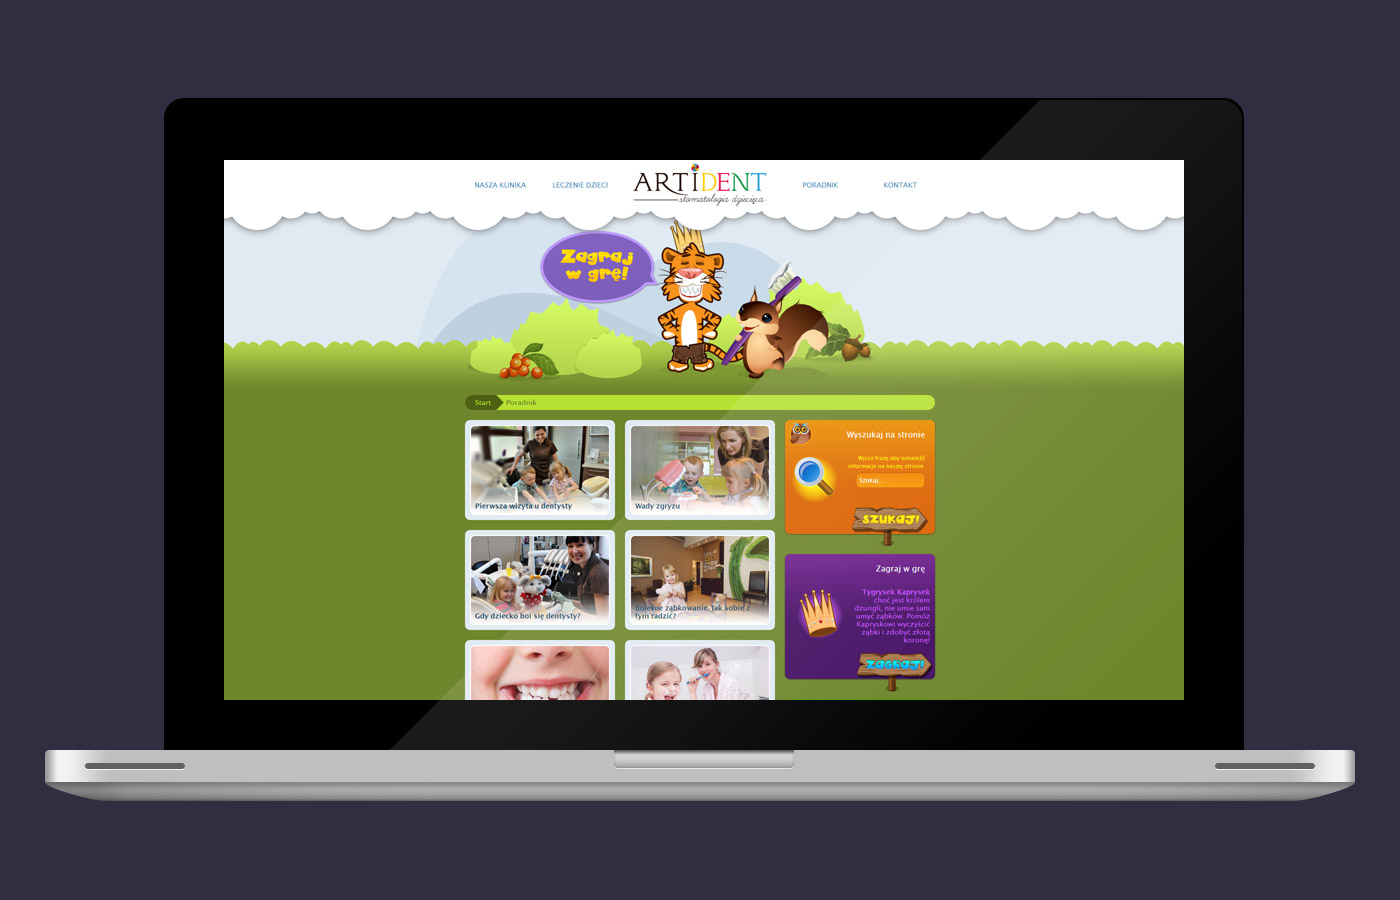 NASZA KLINIKA
LECZENIE DZIECI
ARTIDENT
stomatologia dziecięca
PORADNIK
KONTAKT
Zagraj
w grę!
Start
Poradnik
Pierwsza wizyta u dentysty
Wady zgryzu
Wyszukaj na stronie
Wpisz frazę aby odnaleźć
informacje na naszej stronie.
Szukaj...
SZUKAJ!
Gdy dziecko boi się dentysty?
Bolesne ząbkowanie. Jak sobie z
tym radzić?
Zagraj w grę
Tygrysek Kaprysek
choć jest królem
dżungli, nie umie sam
umyć ząbków. Pomóż
Kapryskowi wyczyścić
ząbki i zdobyć złotą
koronę!
ZAGRAJ!